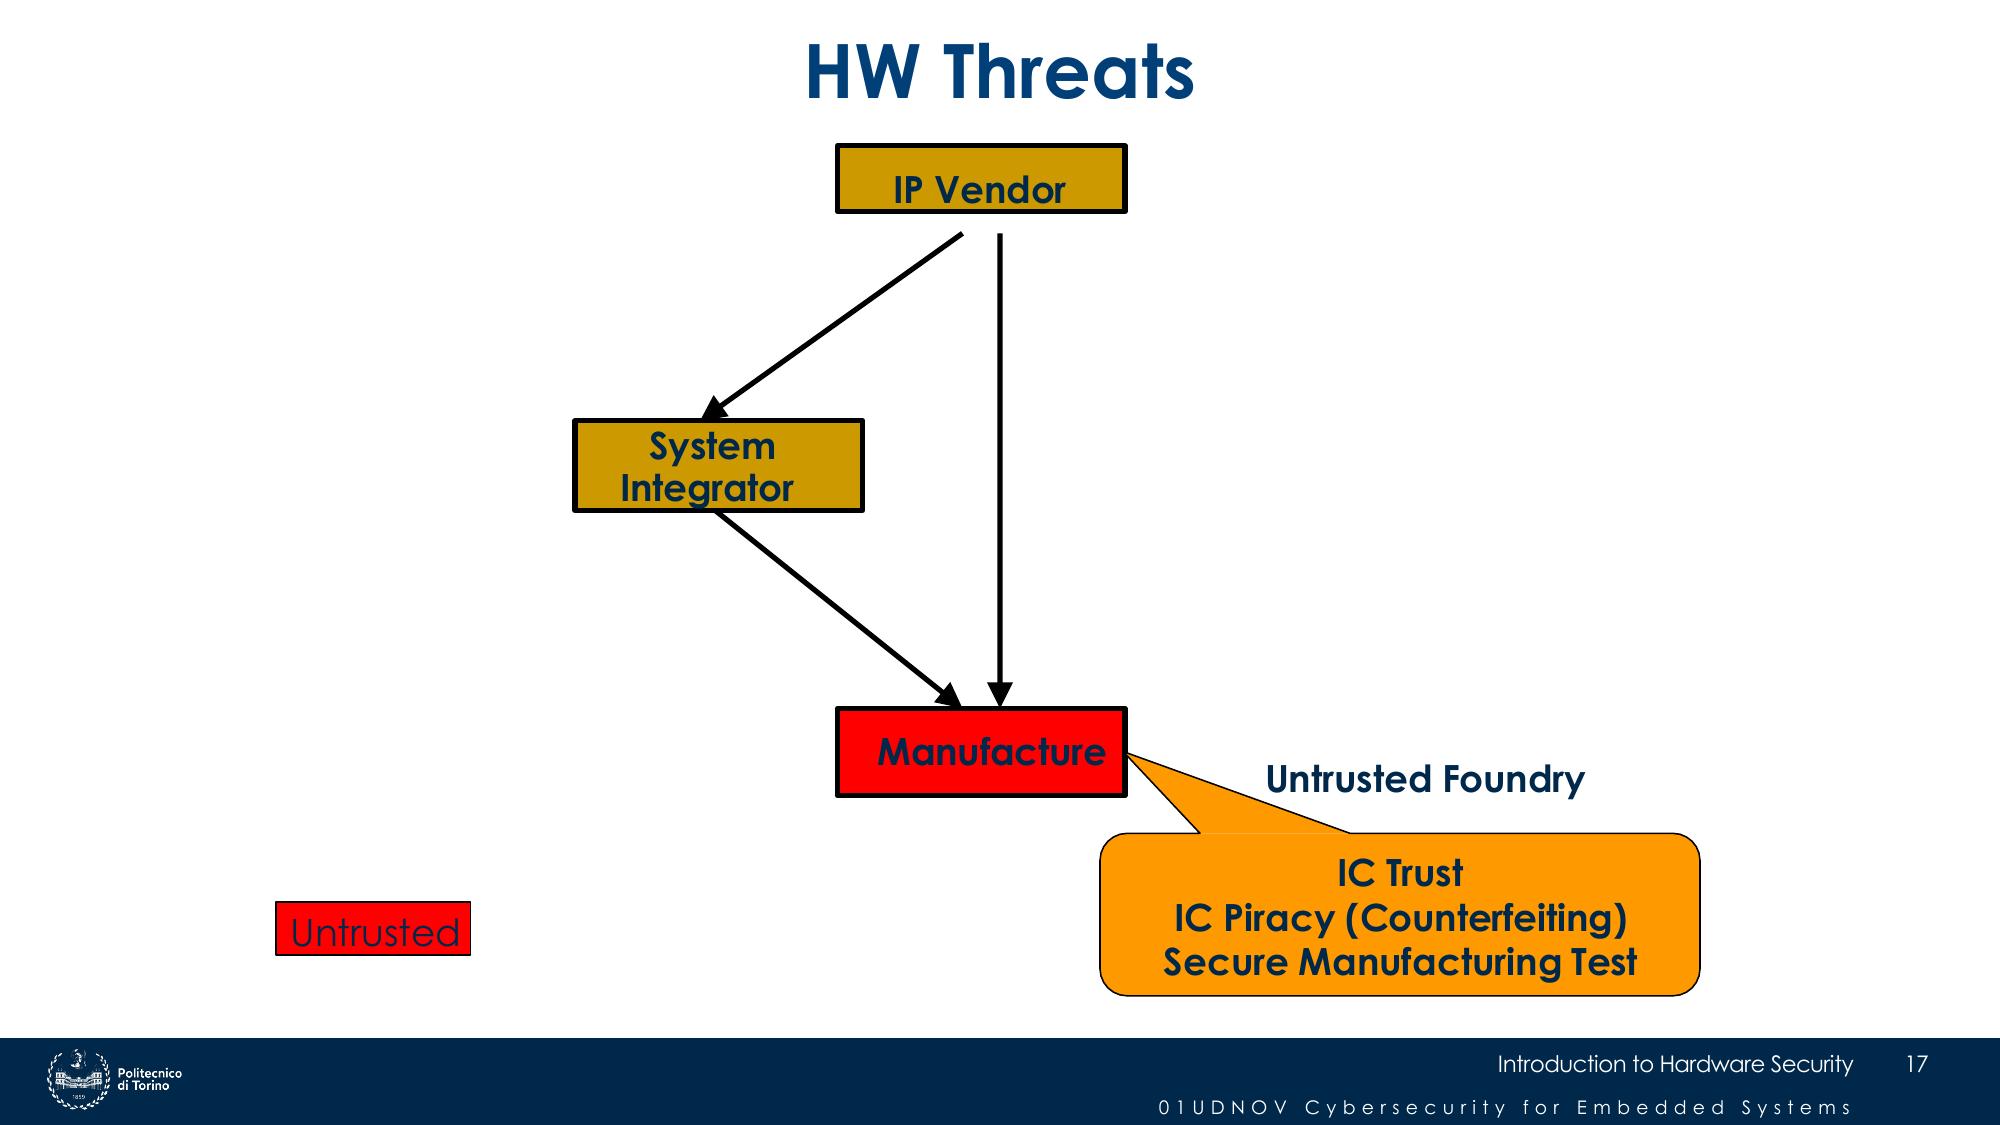 HW Threats
IP Vendor
System
Integrator
Manufacture
Untrusted Foundry
IC Trust
IC Piracy (Counterfeiting)
Secure Manufacturing Test
Untrusted
Politecnico
di Torino
1859
Introduction to Hardware Security
17
01UDNOV Cybersecurity for Embedded Systems